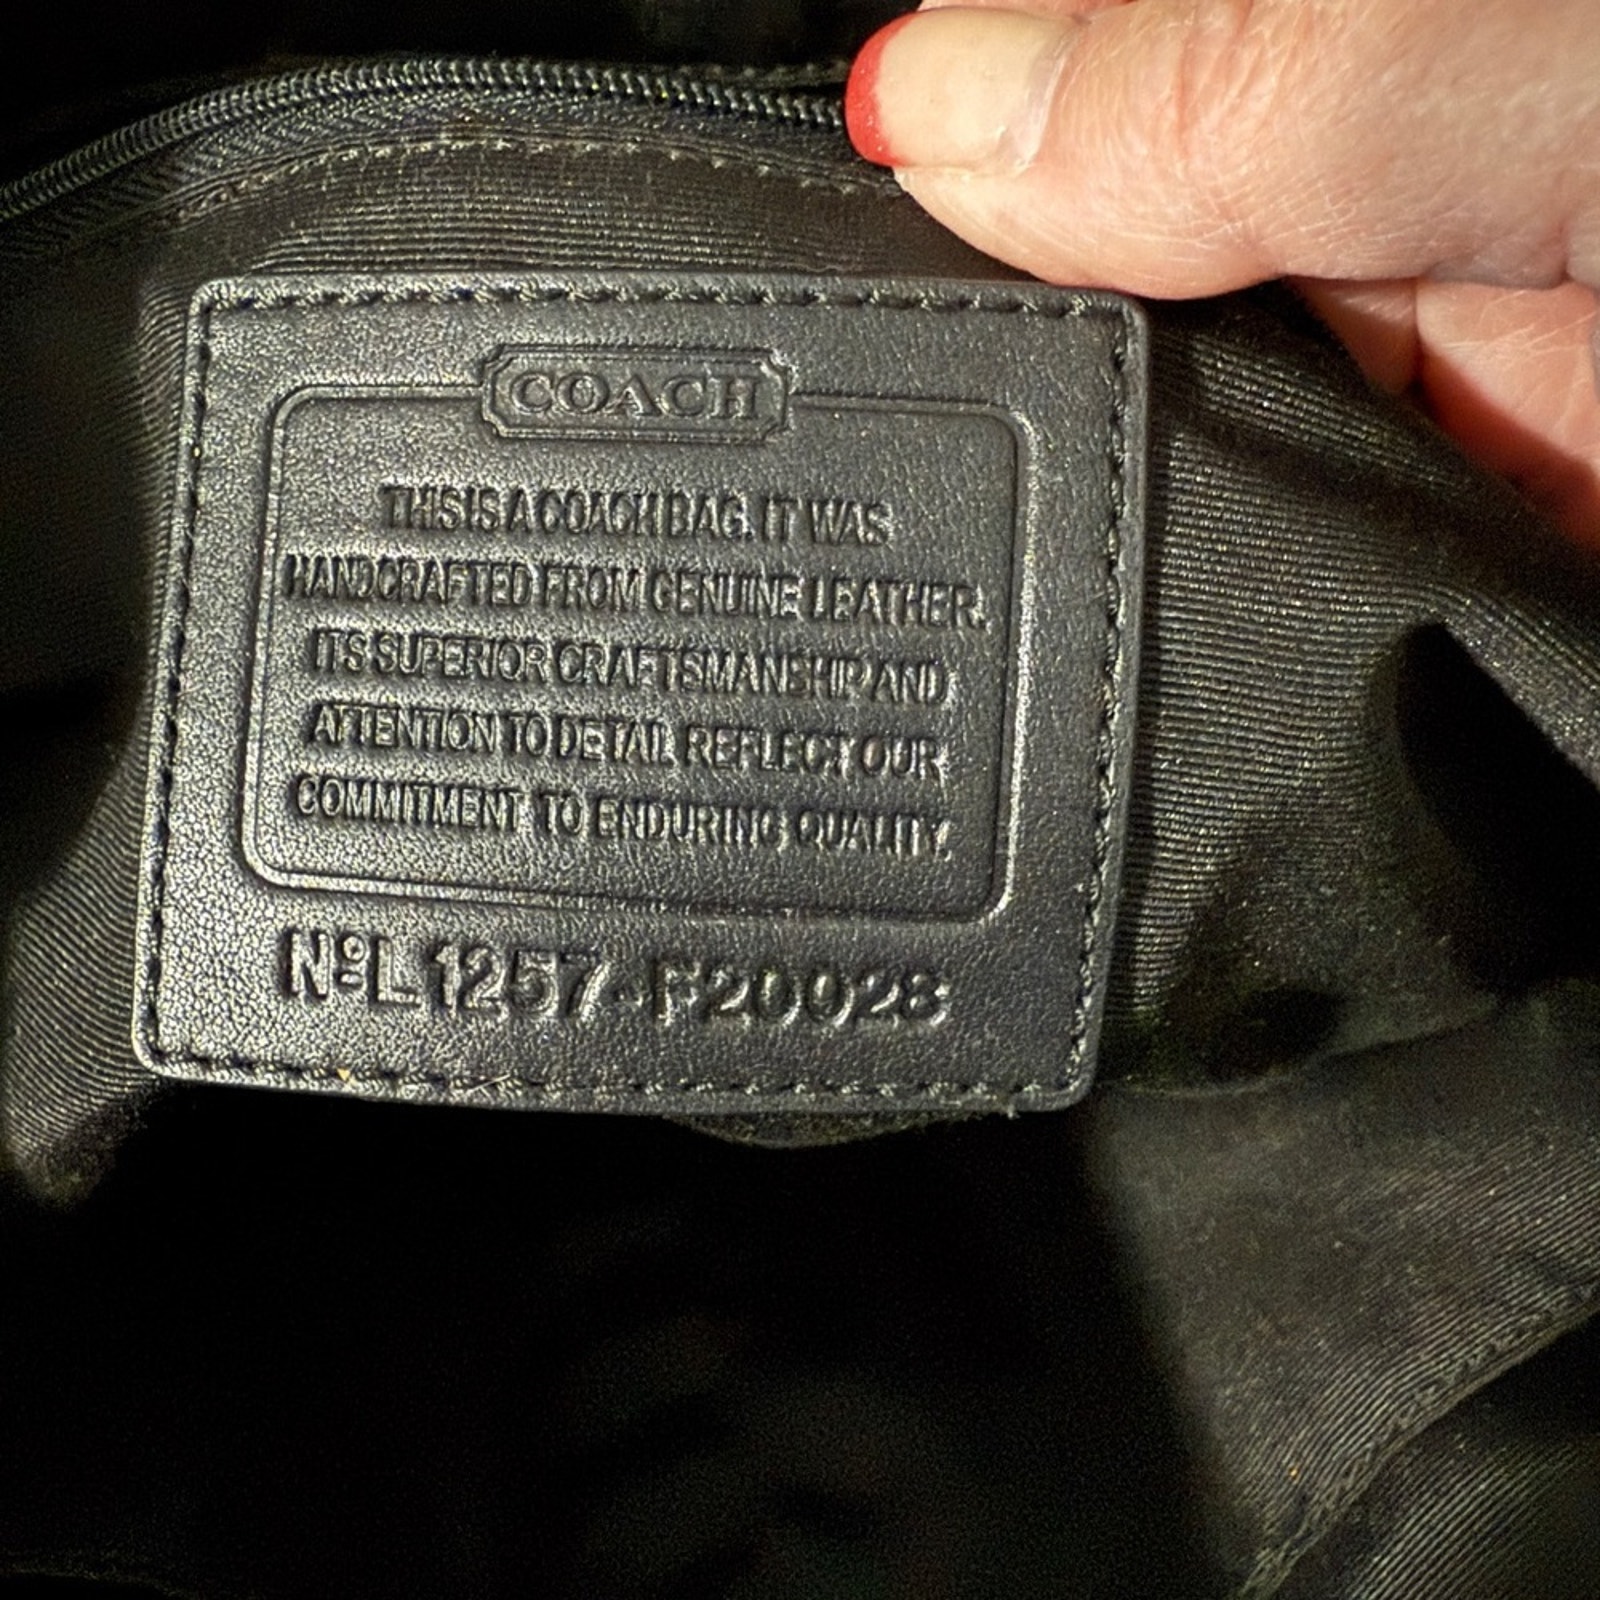 COACH
THIS IS A COACH BAG. IT WAS
HANDCRAFTED FROM GENUINE LEATHER.
ITS SUPERIOR CRAFTSMANSHIP AND
ATTENTION TO DETAIL REFLECT OUR
COMMITMENT TO ENDURING QUALITY.
Nº L1257-F20028